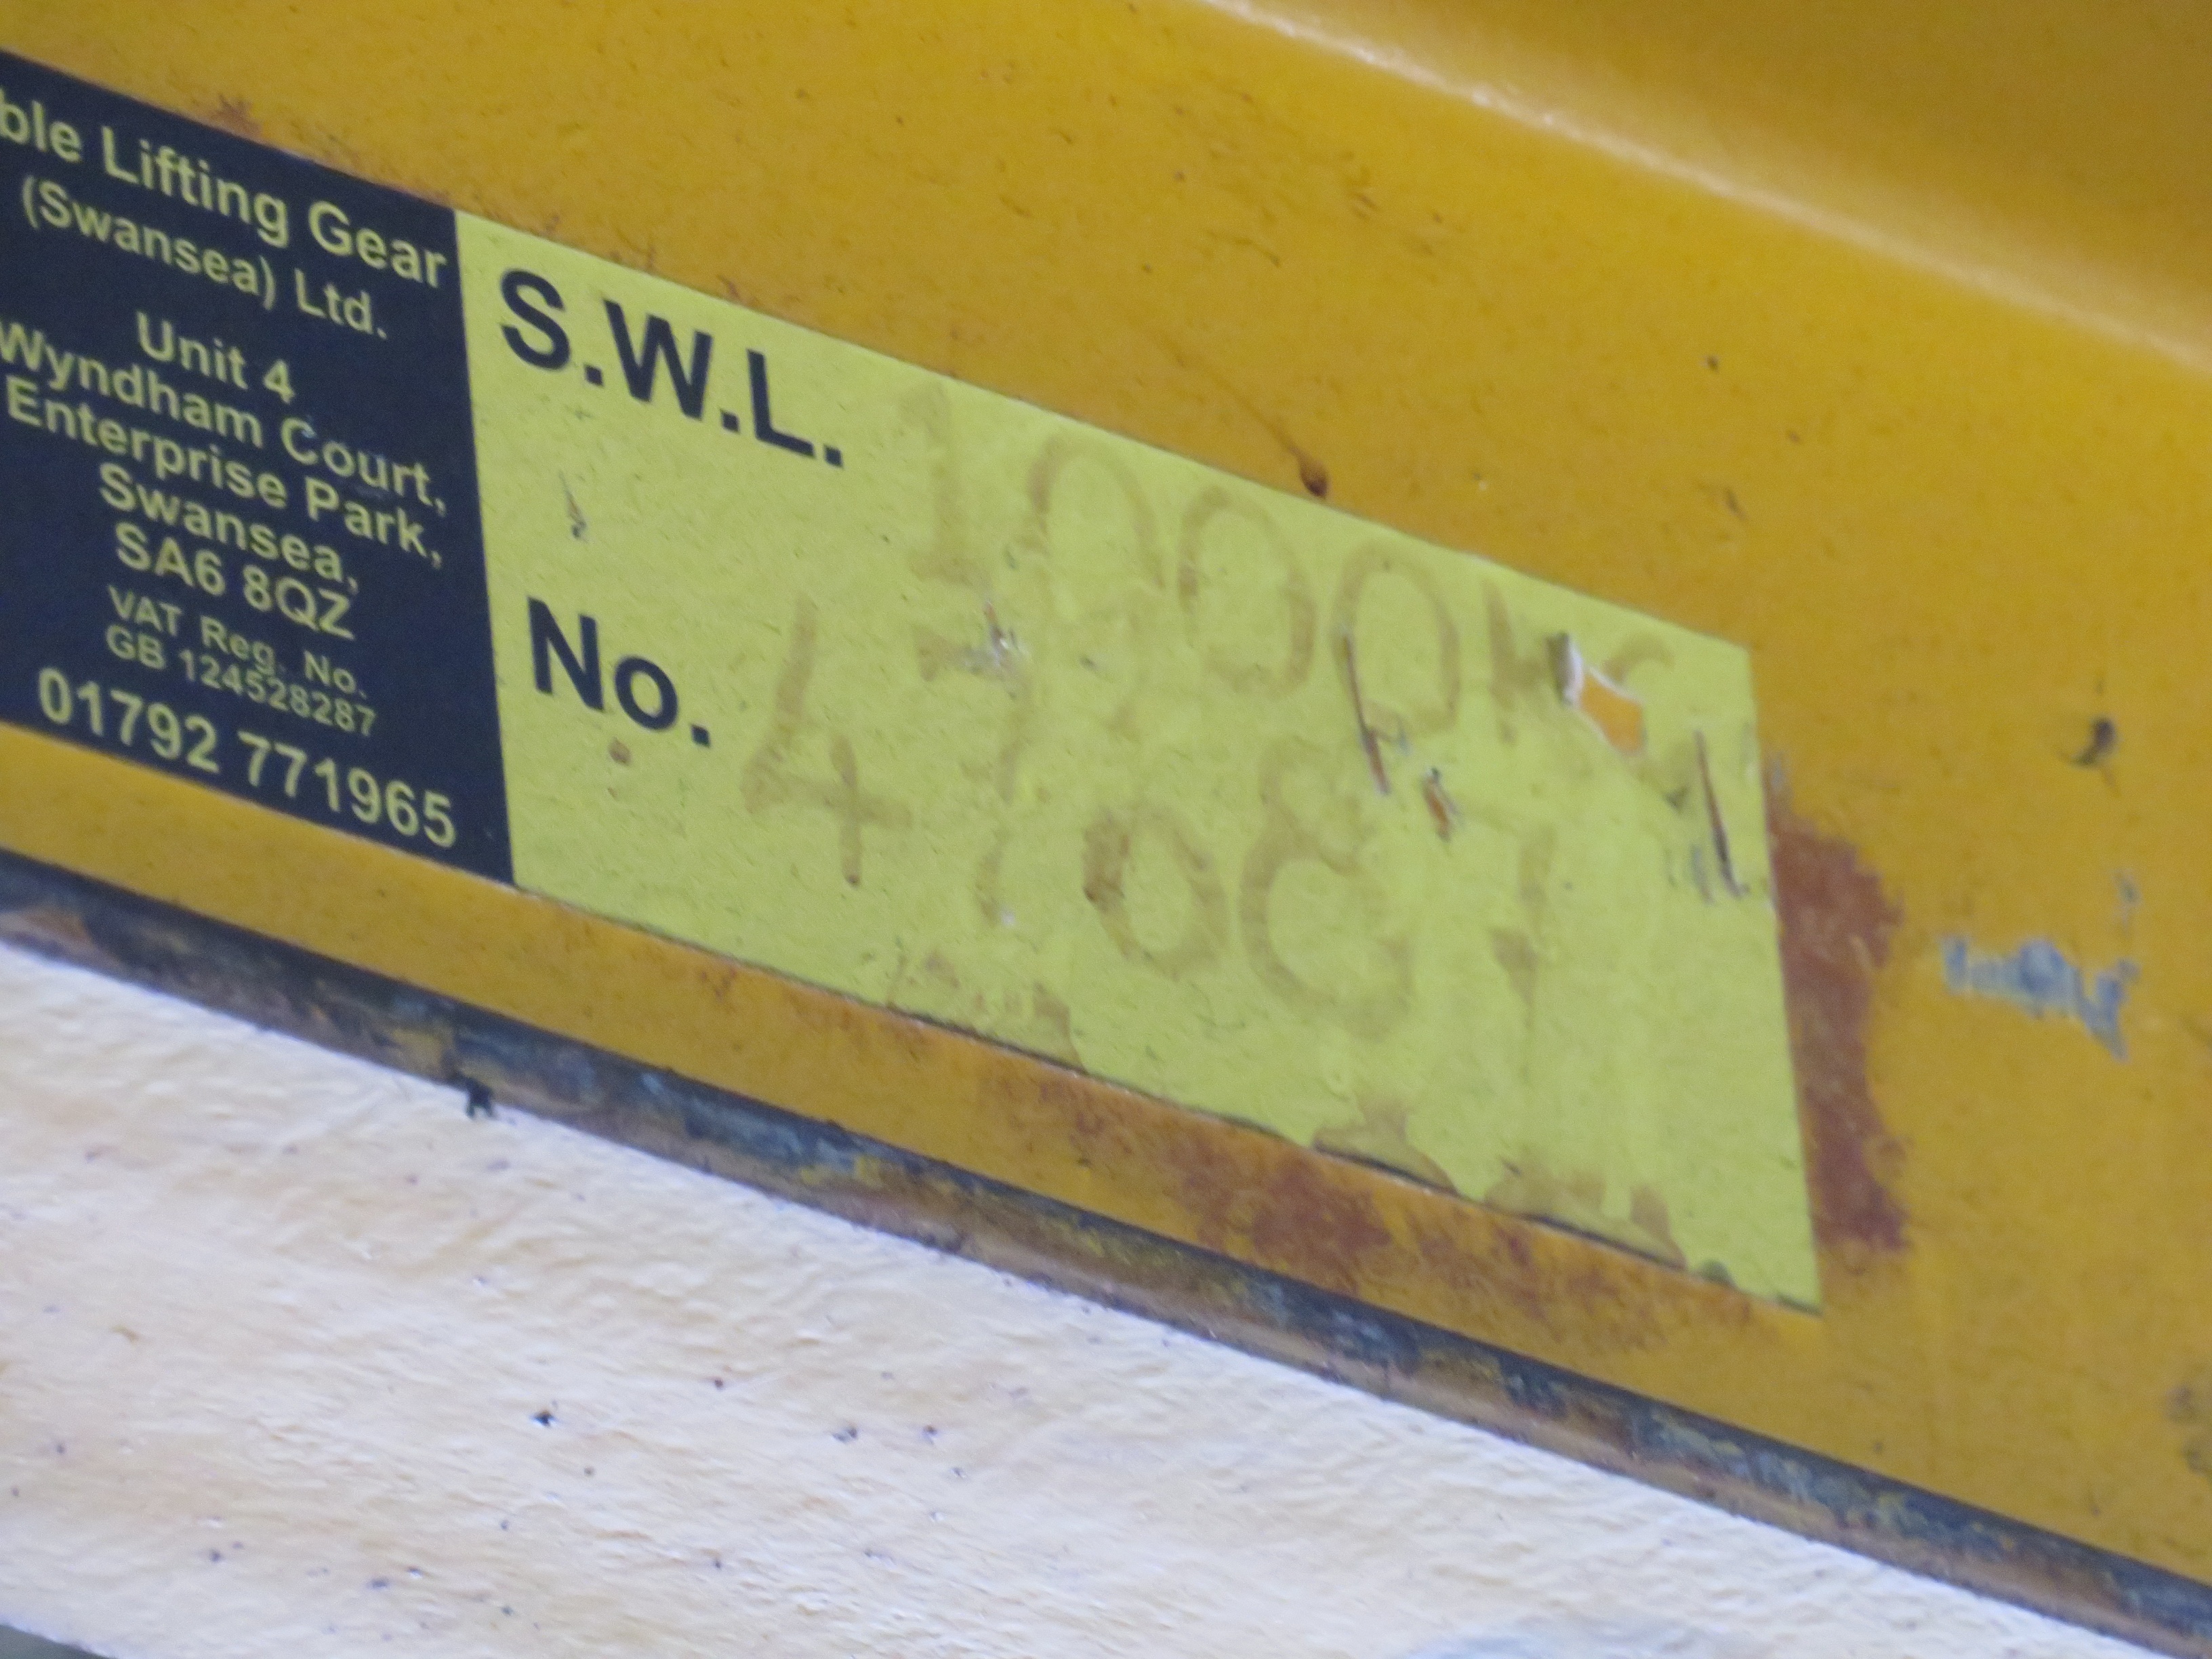 ble Lifting Gear
(Swansea) Ltd.
Unit 4
Wyndham Court,
Enterprise Park,
Swansea,
SA6 8QZ
VAT Reg. No.
GB 124528287
01792 771965
S.W.L. 1000K
No.